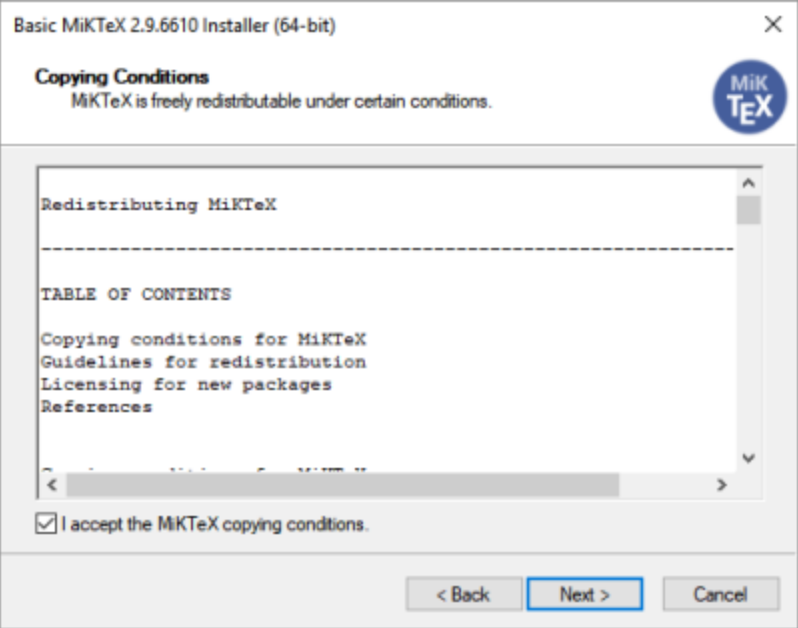 Basic MiKTeX 2.9.6610 Installer (64-bit)
Copying Conditions
MiKTeX is freely redistributable under certain conditions.
MiK
TEX
Redistributing MiKTeX
--------------------------------------------------------------
TABLE OF CONTENTS
Copying conditions for MiKTeX
Guidelines for redistribution
Licensing for new packages
References
I accept the MiKTeX copying conditions.
< Back Next > Cancel